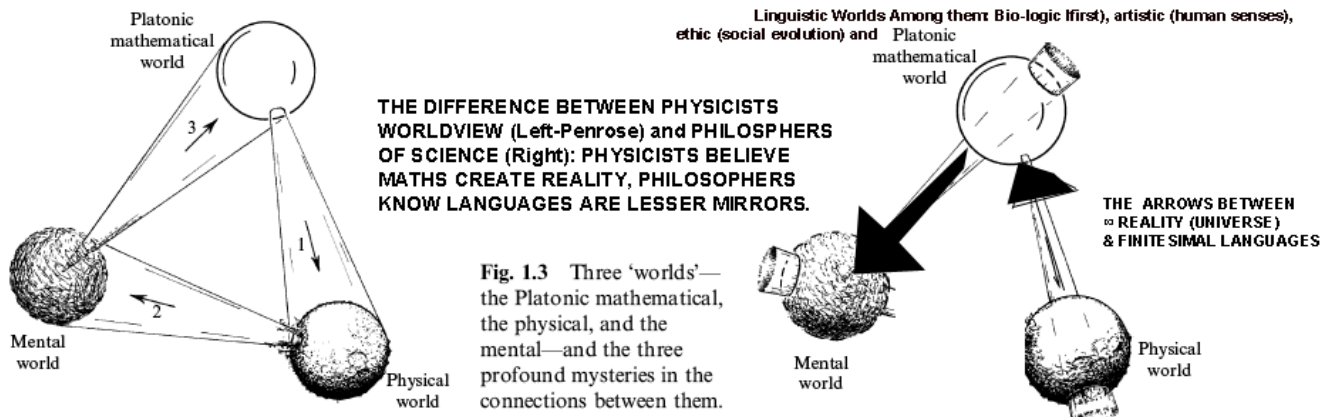 Platonic
mathematical
world
3
1
2
Mental
world
Physical
world
THE DIFFERENCE BETWEEN PHYSICISTS
WORLDVIEW (Left-Penrose) and PHILOSPHERS
OF SCIENCE (Right): PHYSICISTS BELIEVE
MATHS CREATE REALITY, PHILOSOPHERS
KNOW LANGUAGES ARE LESSER MIRRORS.
Fig. 1.3 Three ‘worlds’—
the Platonic mathematical,
the physical, and the
mental—and the three
profound mysteries in the
connections between them.
Linguistic Worlds Among them: Bio-logic Ifirst), artistic (human senses),
ethic (social evolution) and
Platonic
mathematical
world
THE ARROWS BETWEEN
∞ REALITY (UNIVERSE)
& FINITESIMAL LANGUAGES
Mental
world
Physical
world